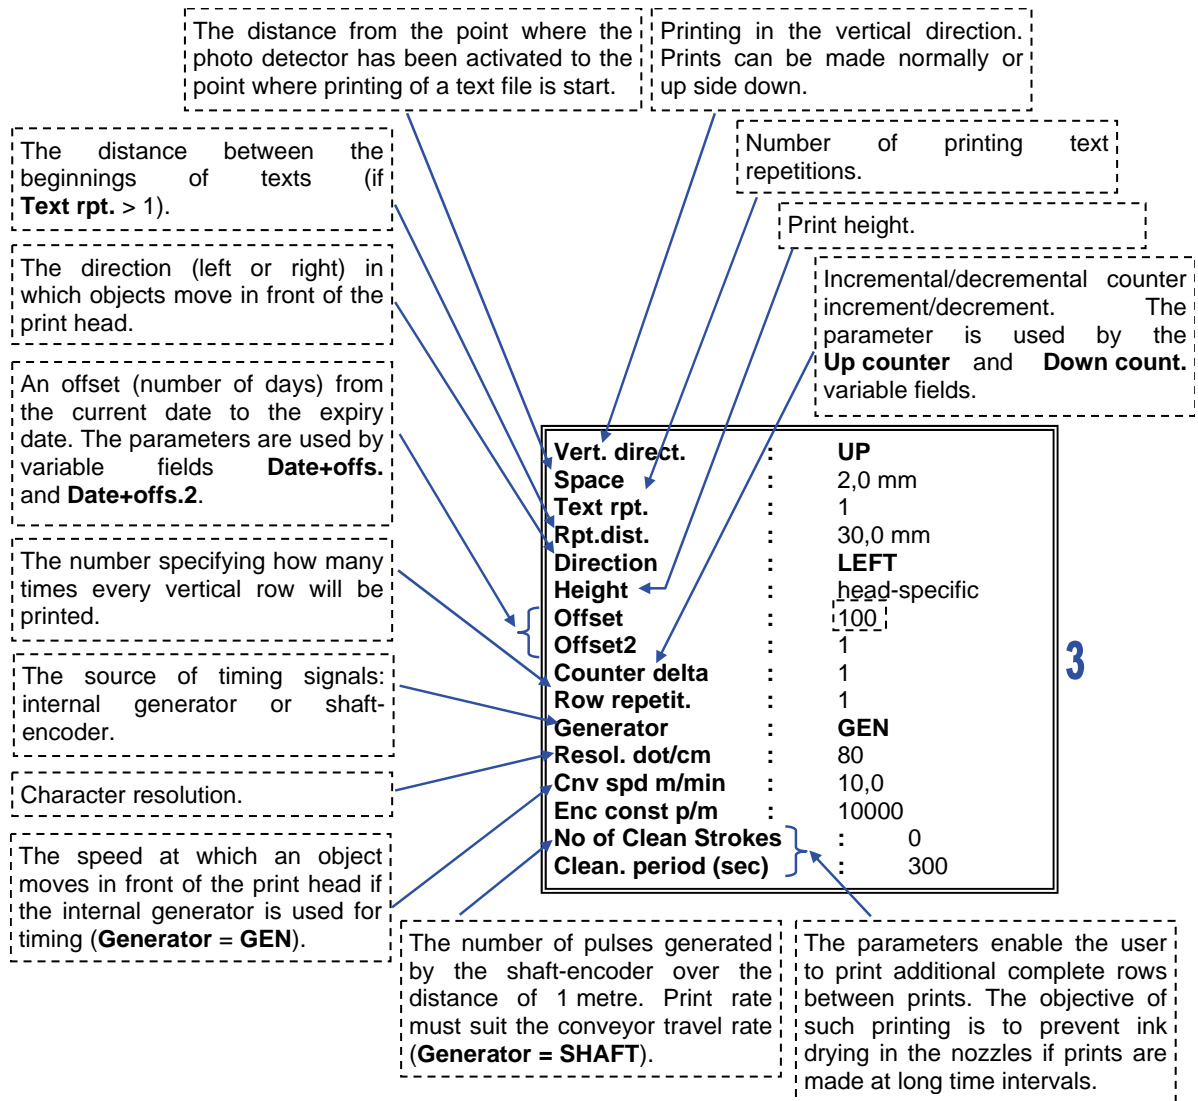 The distance from the point where the
photo detector has been activated to the
point where printing of a text file is start.
Printing in the vertical direction.
Prints can be made normally or
up side down.
Number of printing text
repetitions.
Print height.
Incremental/decremental counter
increment/decrement. The
parameter is used by the
Up counter and Down count.
variable fields.
The distance between the
beginnings of texts (if
Text rpt. > 1).
The direction (left or right) in
which objects move in front of the
print head.
An offset (number of days) from
the current date to the expiry
date. The parameters are used by
variable fields Date+offs.
and Date+offs.2.
The number specifying how many
times every vertical row will be
printed.
The source of timing signals:
internal generator or shaft-
encoder.
Character resolution.
The speed at which an object
moves in front of the print head if
the internal generator is used for
timing (Generator = GEN).
Vert. direct. : UP
Space : 2,0 mm
Text rpt. : 1
Rpt.dist. : 30,0 mm
Direction : LEFT
Height : head-specific
Offset : 100
Offset2 : 1
Counter delta : 1
Row repetit. : 1
Generator : GEN
Resol. dot/cm : 80
Cnv spd m/min : 10,0
Enc const p/m : 10000
No of Clean Strokes : 0
Clean. period (sec) : 300
3
The number of pulses generated
by the shaft-encoder over the
distance of 1 metre. Print rate
must suit the conveyor travel rate
(Generator = SHAFT).
The parameters enable the user
to print additional complete rows
between prints. The objective of
such printing is to prevent ink
drying in the nozzles if prints are
made at long time intervals.